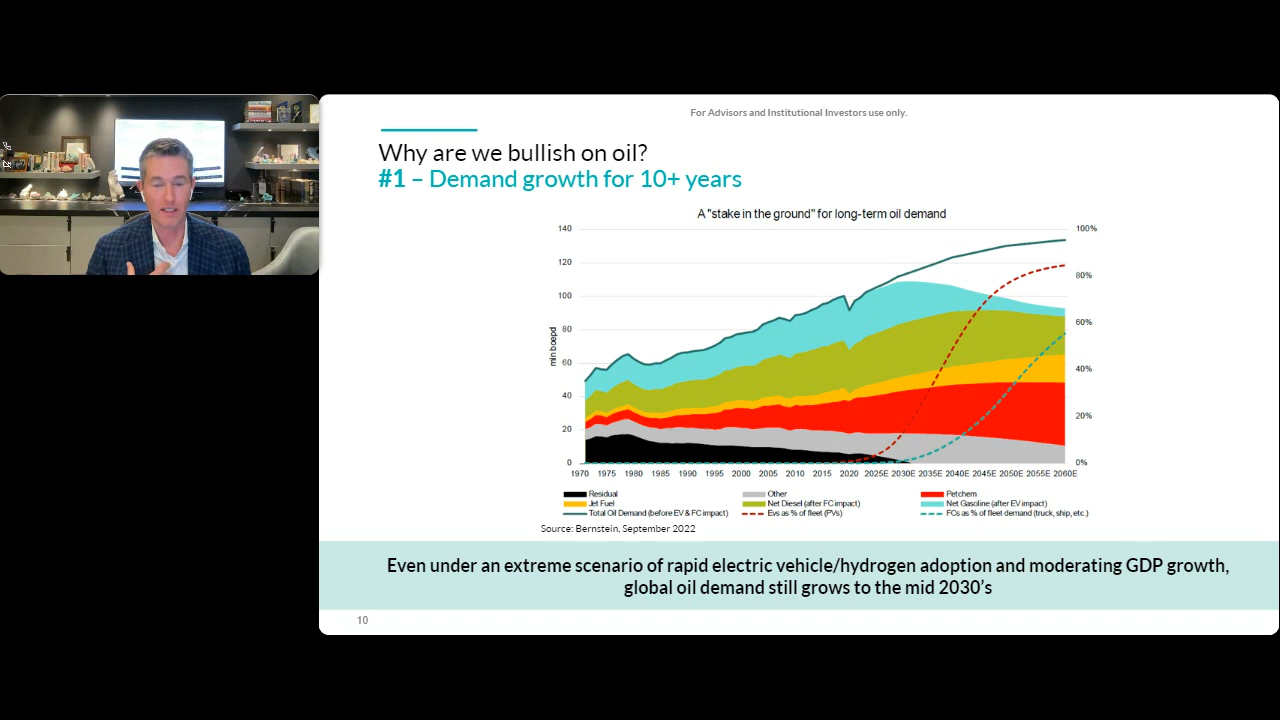 For Advisors and Institutional Investors use only.
Why are we bullish on oil?
#1 – Demand growth for 10+ years
A "stake in the ground" for long-term oil demand
140
120
100
80
60
40
20
0
mln boepd
100%
80%
60%
40%
20%
0%
1970 1975 1980 1985 1990 1995 2000 2005 2010 2015 2020 2025E 2030E 2035E 2040E 2045E 2050E 2055E 2060E
Residual Other Petchem
Jet Fuel Net Diesel (after FC impact) Net Gasoline (after EV impact)
Total Oil Demand (before EV & FC impact) Evs as % of fleet (PVs) FCs as % of fleet demand (truck, ship, etc.)
Source: Bernstein, September 2022
Even under an extreme scenario of rapid electric vehicle/hydrogen adoption and moderating GDP growth,
global oil demand still grows to the mid 2030's
10